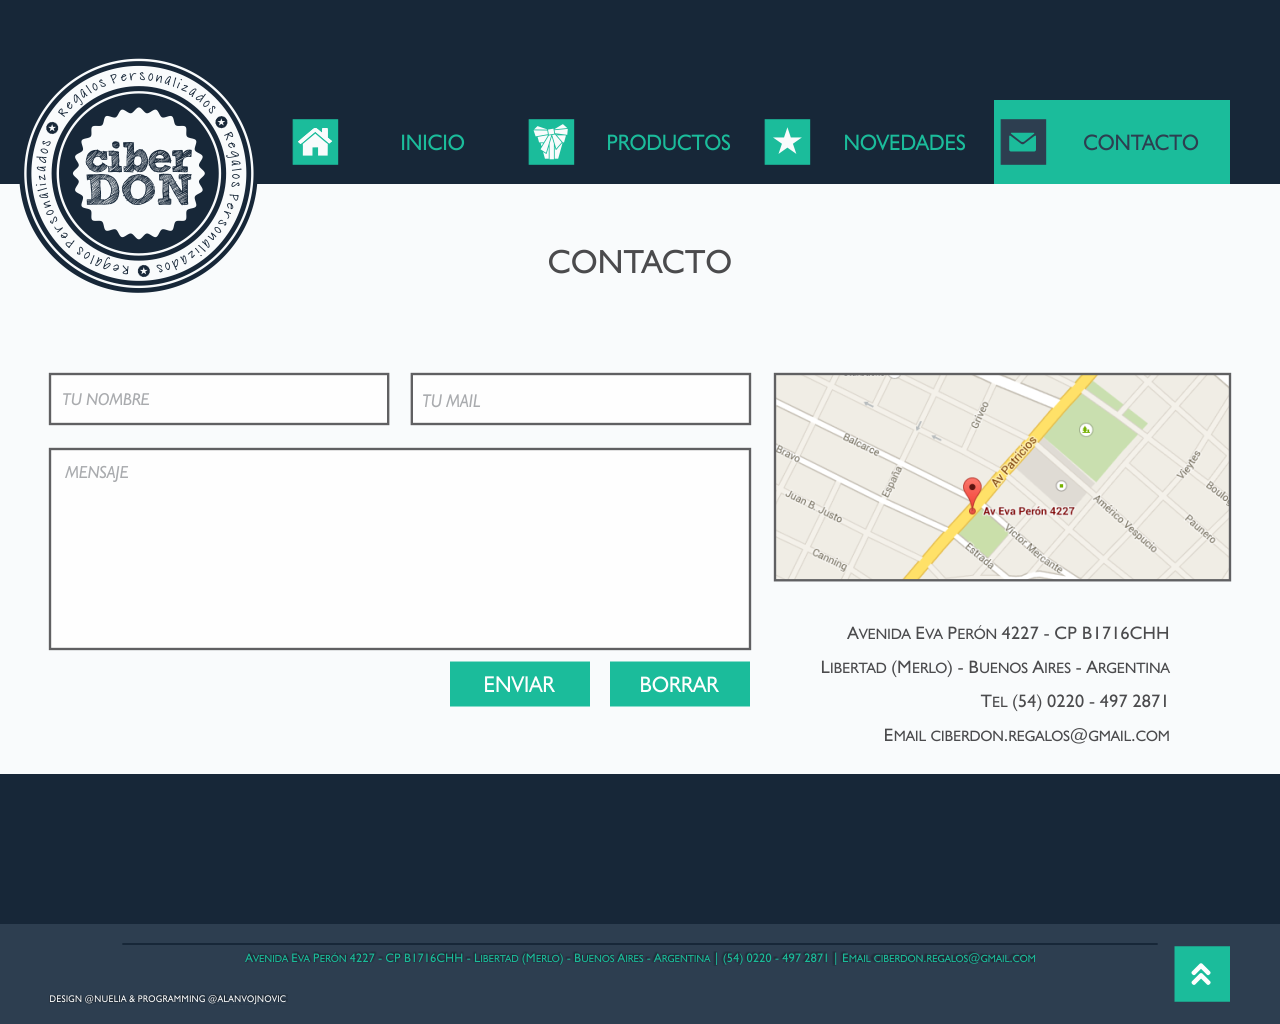 Regalos Personalizados
Regalos Personalizados
Regalos Personalizados
ciber
DON
INICIO
PRODUCTOS
NOVEDADES
CONTACTO
CONTACTO
TU NOMBRE
TU MAIL
MENSAJE
ENVIAR
BORRAR
Griveo
Balcarce
Bravo
España
Av Patricios
Vieytes
Juan B. Justo
Av Eva Perón 4227
Américo Vespucio
Paunero
Canning
Estrada
Victor Mercante
AVENIDA EVA PERÓN 4227 - CP B1716CHH
LIBERTAD (MERLO) - BUENOS AIRES - ARGENTINA
TEL (54) 0220 - 497 2871
EMAIL CIBERDON.REGALOS@GMAIL.COM
AVENIDA EVA PERÓN 4227 - CP B1716CHH - LIBERTAD (MERLO) - BUENOS AIRES - ARGENTINA | (54) 0220 - 497 2871 | EMAIL CIBERDON.REGALOS@GMAIL.COM
DESIGN @NUELIA & PROGRAMMING @ALANVOJNOVIC